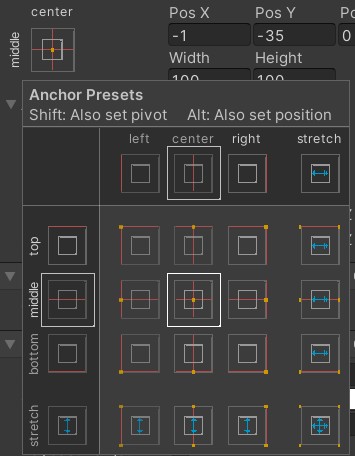 center
Pos X Pos Y
middle
-1 -35 0
Width Height
100 100
Anchor Presets
Shift: Also set pivot Alt: Also set position
left center right stretch
top
middle
bottom
stretch